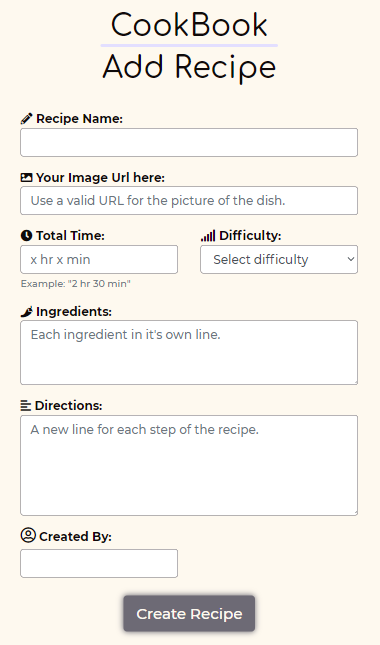 CookBook
Add Recipe
Recipe Name:
Your Image Url here:
Use a valid URL for the picture of the dish.
Total Time: Difficulty:
x hr x min Select difficulty
Example: "2 hr 30 min"
Ingredients:
Each ingredient in it's own line.
Directions:
A new line for each step of the recipe.
Created By:
Create Recipe